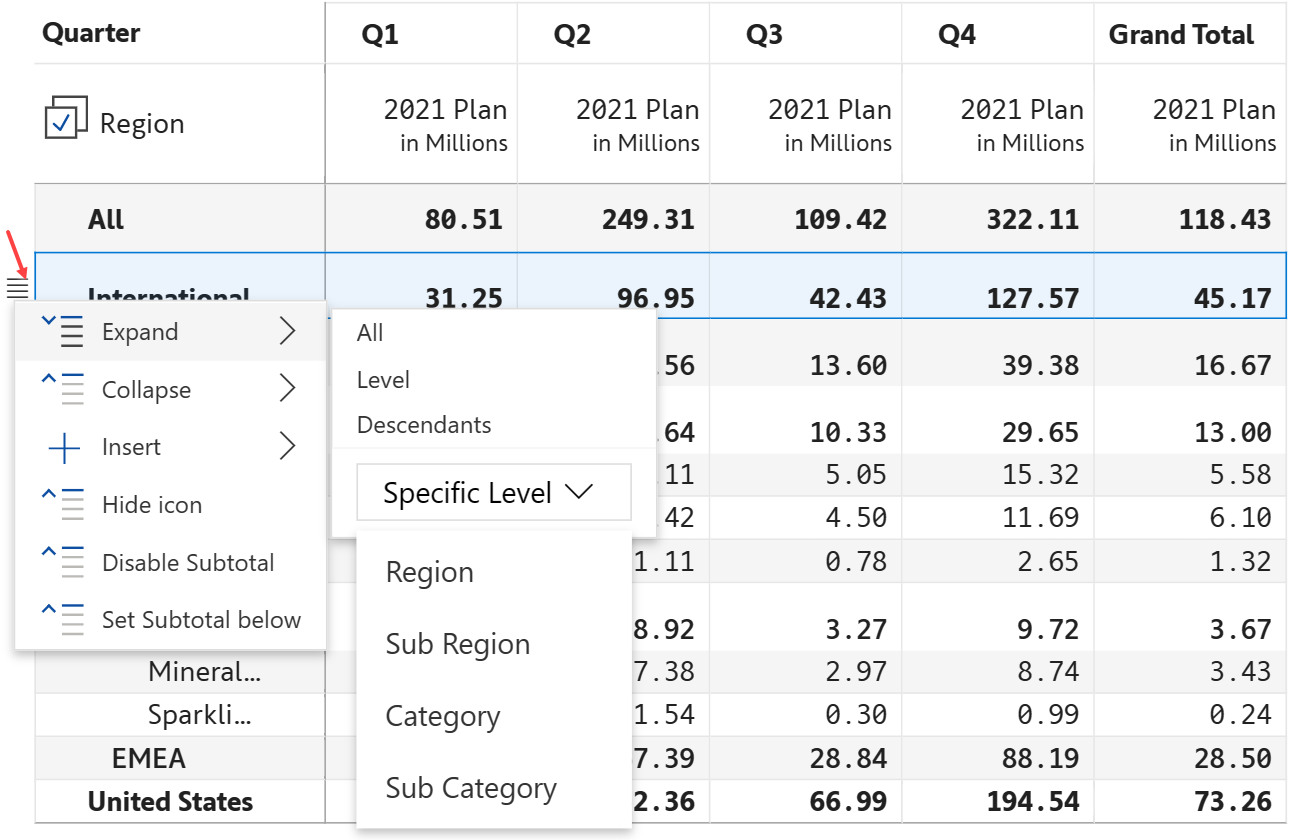 Quarter Q1 Q2 Q3 Q4 Grand Total
Region 2021 Plan 2021 Plan 2021 Plan 2021 Plan 2021 Plan
in Millions in Millions in Millions in Millions in Millions
All 80.51 249.31 109.42 322.11 118.43
International 31.25 96.95 42.43 127.57 45.17
Expand
Collapse
Insert
Hide icon
Disable Subtotal
Set Subtotal below
All
Level
Descendants
Specific Level
Region
Sub Region
Category
Sub Category
.56 13.60 39.38 16.67
.64 10.33 29.65 13.00
.11 5.05 15.32 5.58
.42 4.50 11.69 6.10
1.11 0.78 2.65 1.32
8.92 3.27 9.72 3.67
Mineral... 7.38 2.97 8.74 3.43
Sparkli... 1.54 0.30 0.99 0.24
EMEA 7.39 28.84 88.19 28.50
United States 2.36 66.99 194.54 73.26